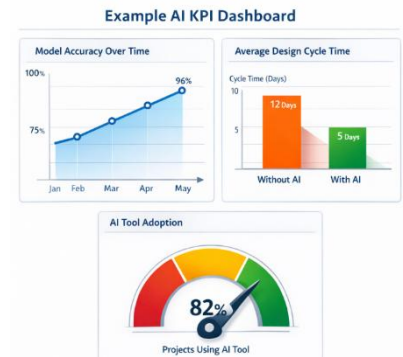 Example AI KPI Dashboard
Model Accuracy Over Time
100%
96%
75%
Jan Feb Mar Apr May
Average Design Cycle Time
Cycle Time (Days)
10
12 Days
5
5 Days
Without AI With AI
AI Tool Adoption
82%
Projects Using AI Tool